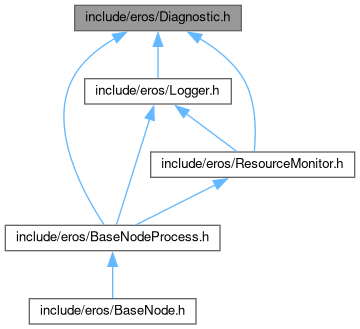 include/eros/Diagnostic.h
include/eros/Logger.h
include/eros/ResourceMonitor.h
include/eros/BaseNodeProcess.h
include/eros/BaseNode.h